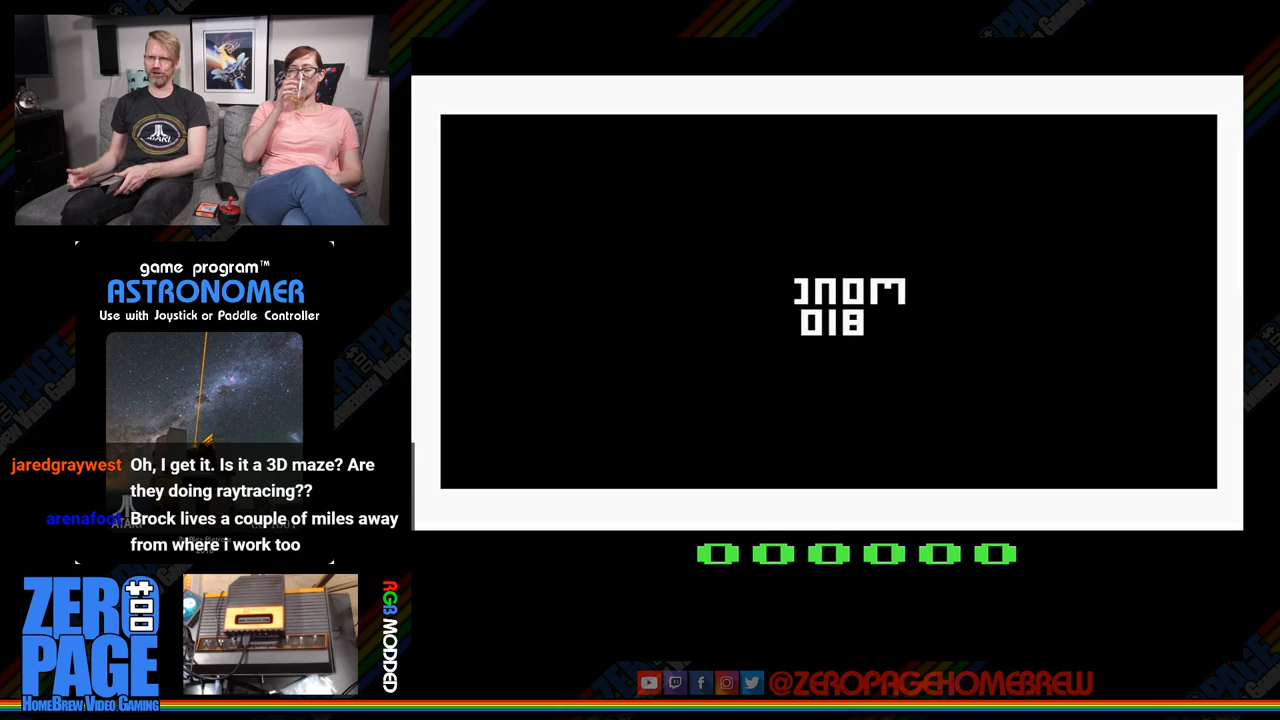 ATARI
game program™
ASTRONOMER
Use with Joystick or Paddle Controller
jaredgraywest Oh, I get it. Is it a 3D maze? Are
they doing raytracing??
arenafoot Brock lives a couple of miles away
from where i work too
ZERO
PAGE
HOMEBREW VIDEO GAMING
RGB MODDED
018
@ZEROPAGEHOMEBREW